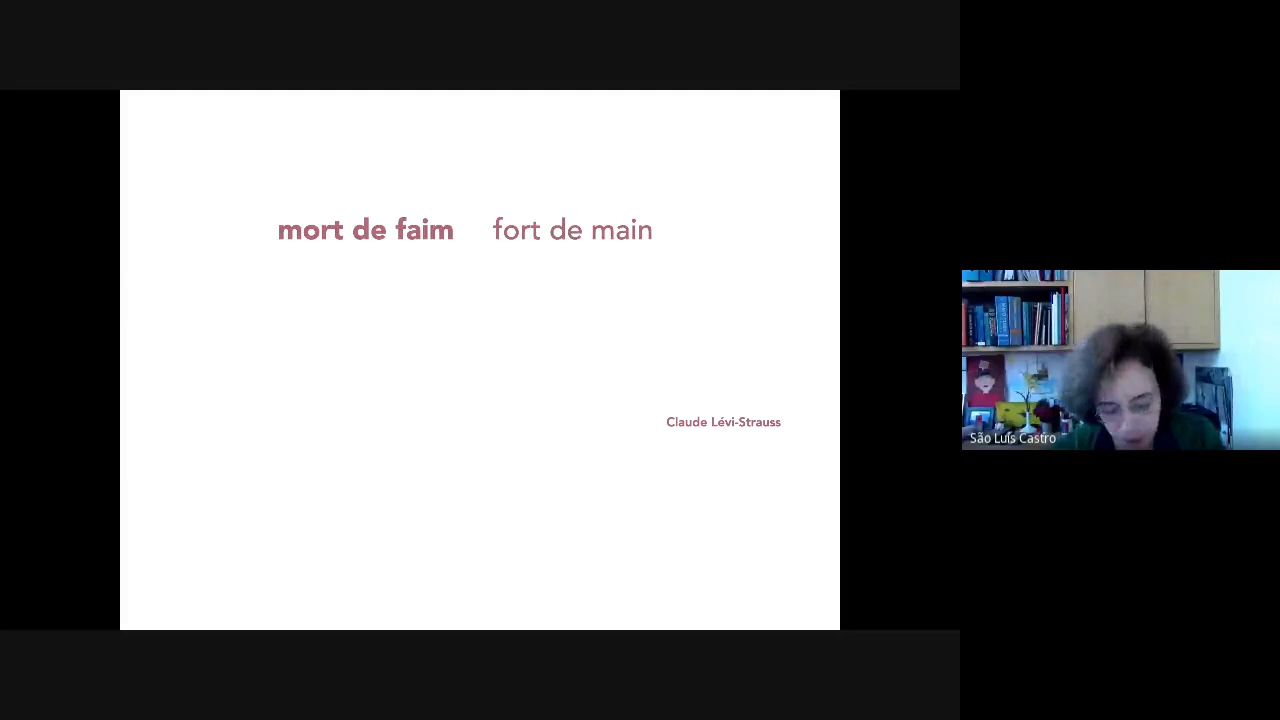 mort de faim fort de main
Claude Lévi-Strauss
São Luís Castro